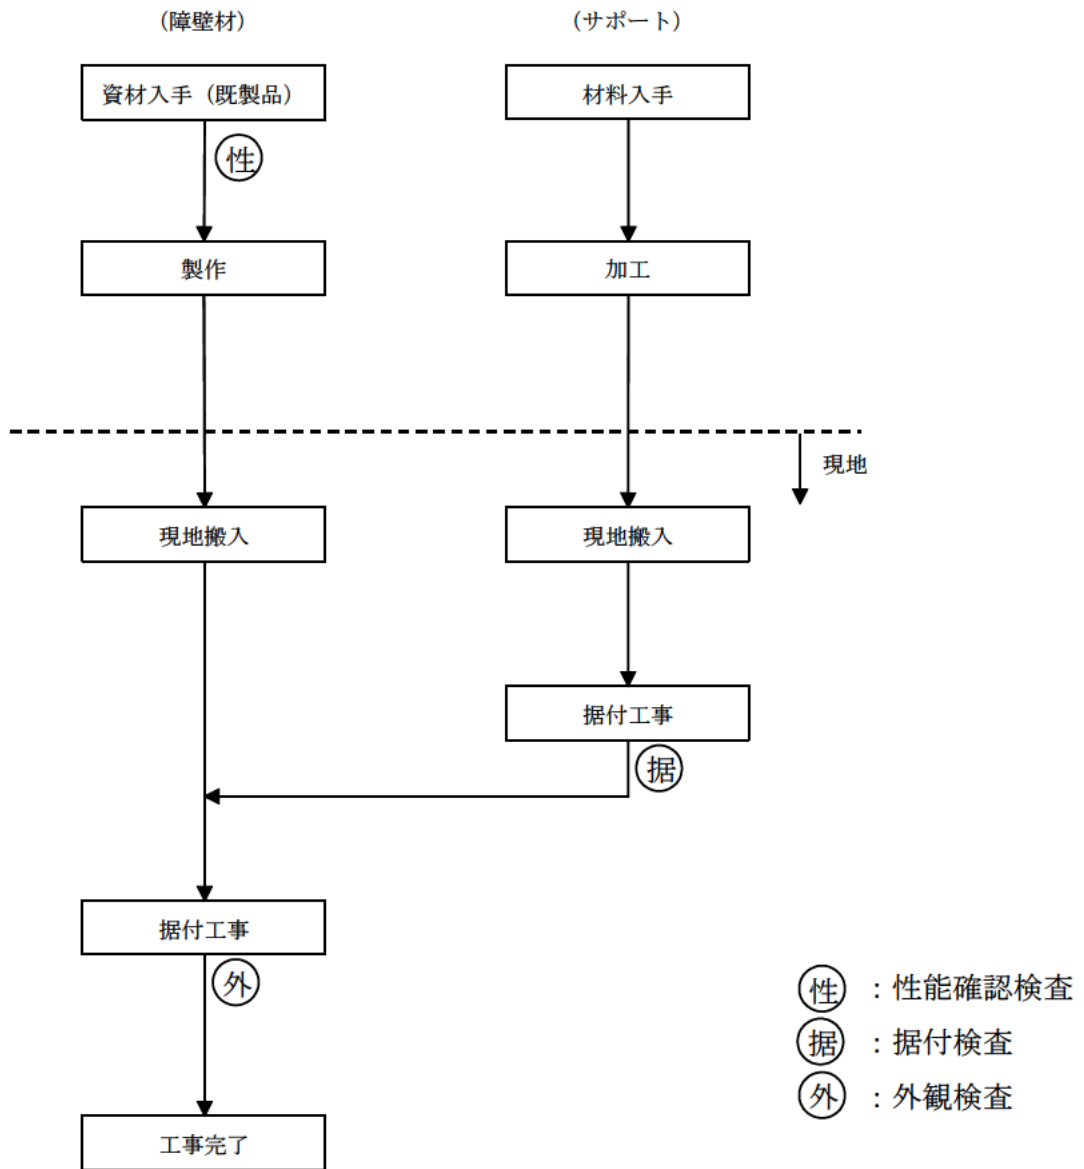 (障壁材)
(サポート)
資材入手(既製品)
材料入手
性
製作
加工
現地
現地搬入
現地搬入
据付工事
据
据付工事
外
性 :性能確認検査
据 :据付検査
外 :外観検査
工事完了